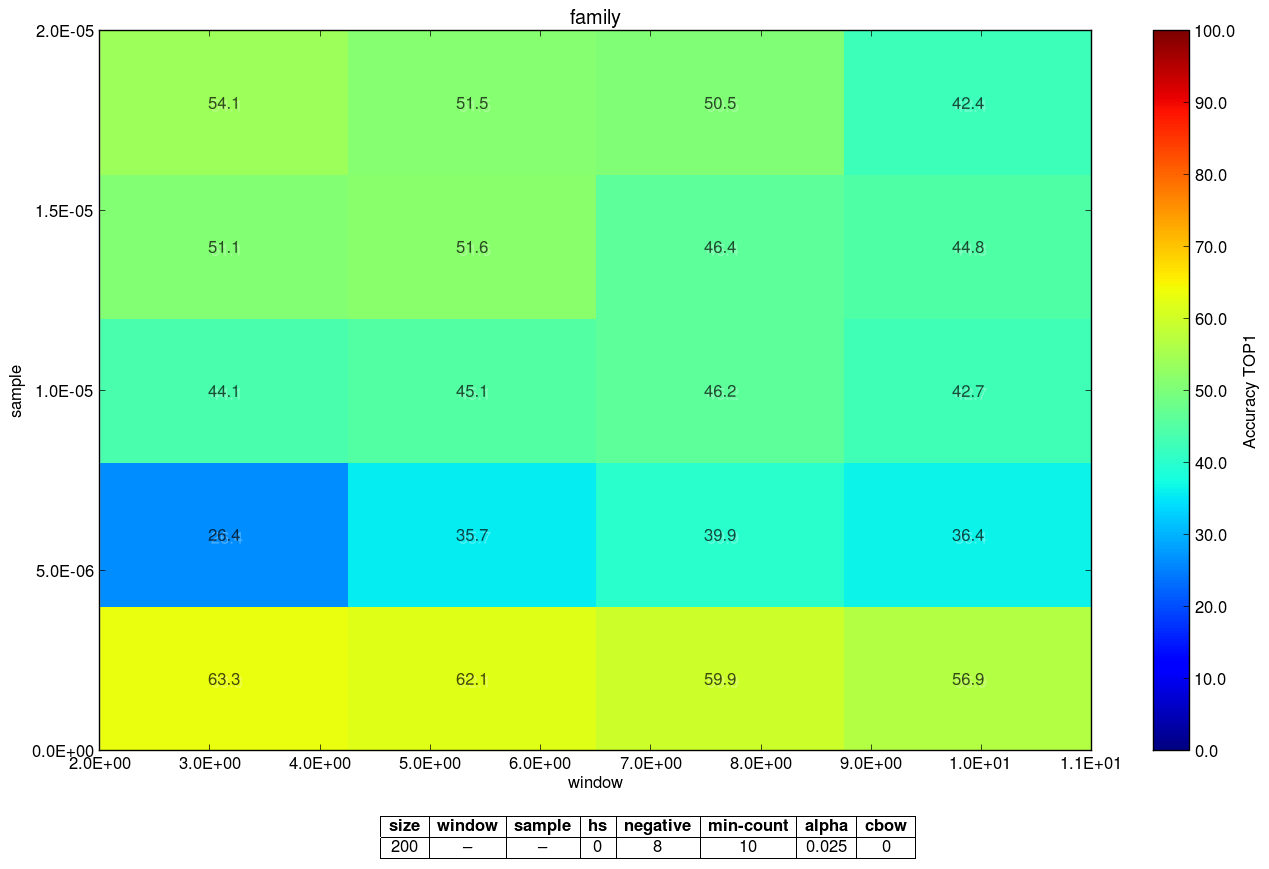 family
2.0E-05
100.0
54.1 51.5 50.5 42.4
90.0
80.0
1.5E-05
51.1 51.6 46.4 44.8
70.0
60.0
sample
1.0E-05
44.1 45.1 46.2 42.7
50.0
Accuracy TOP1
40.0
26.4 35.7 39.9 36.4
30.0
5.0E-06
20.0
63.3 62.1 59.9 56.9
10.0
0.0E+00
0.0
2.0E+00 3.0E+00 4.0E+00 5.0E+00 6.0E+00 7.0E+00 8.0E+00 9.0E+00 1.0E+01 1.1E+01
window
size window sample hs negative min-count alpha cbow
200 – – 0 8 10 0.025 0